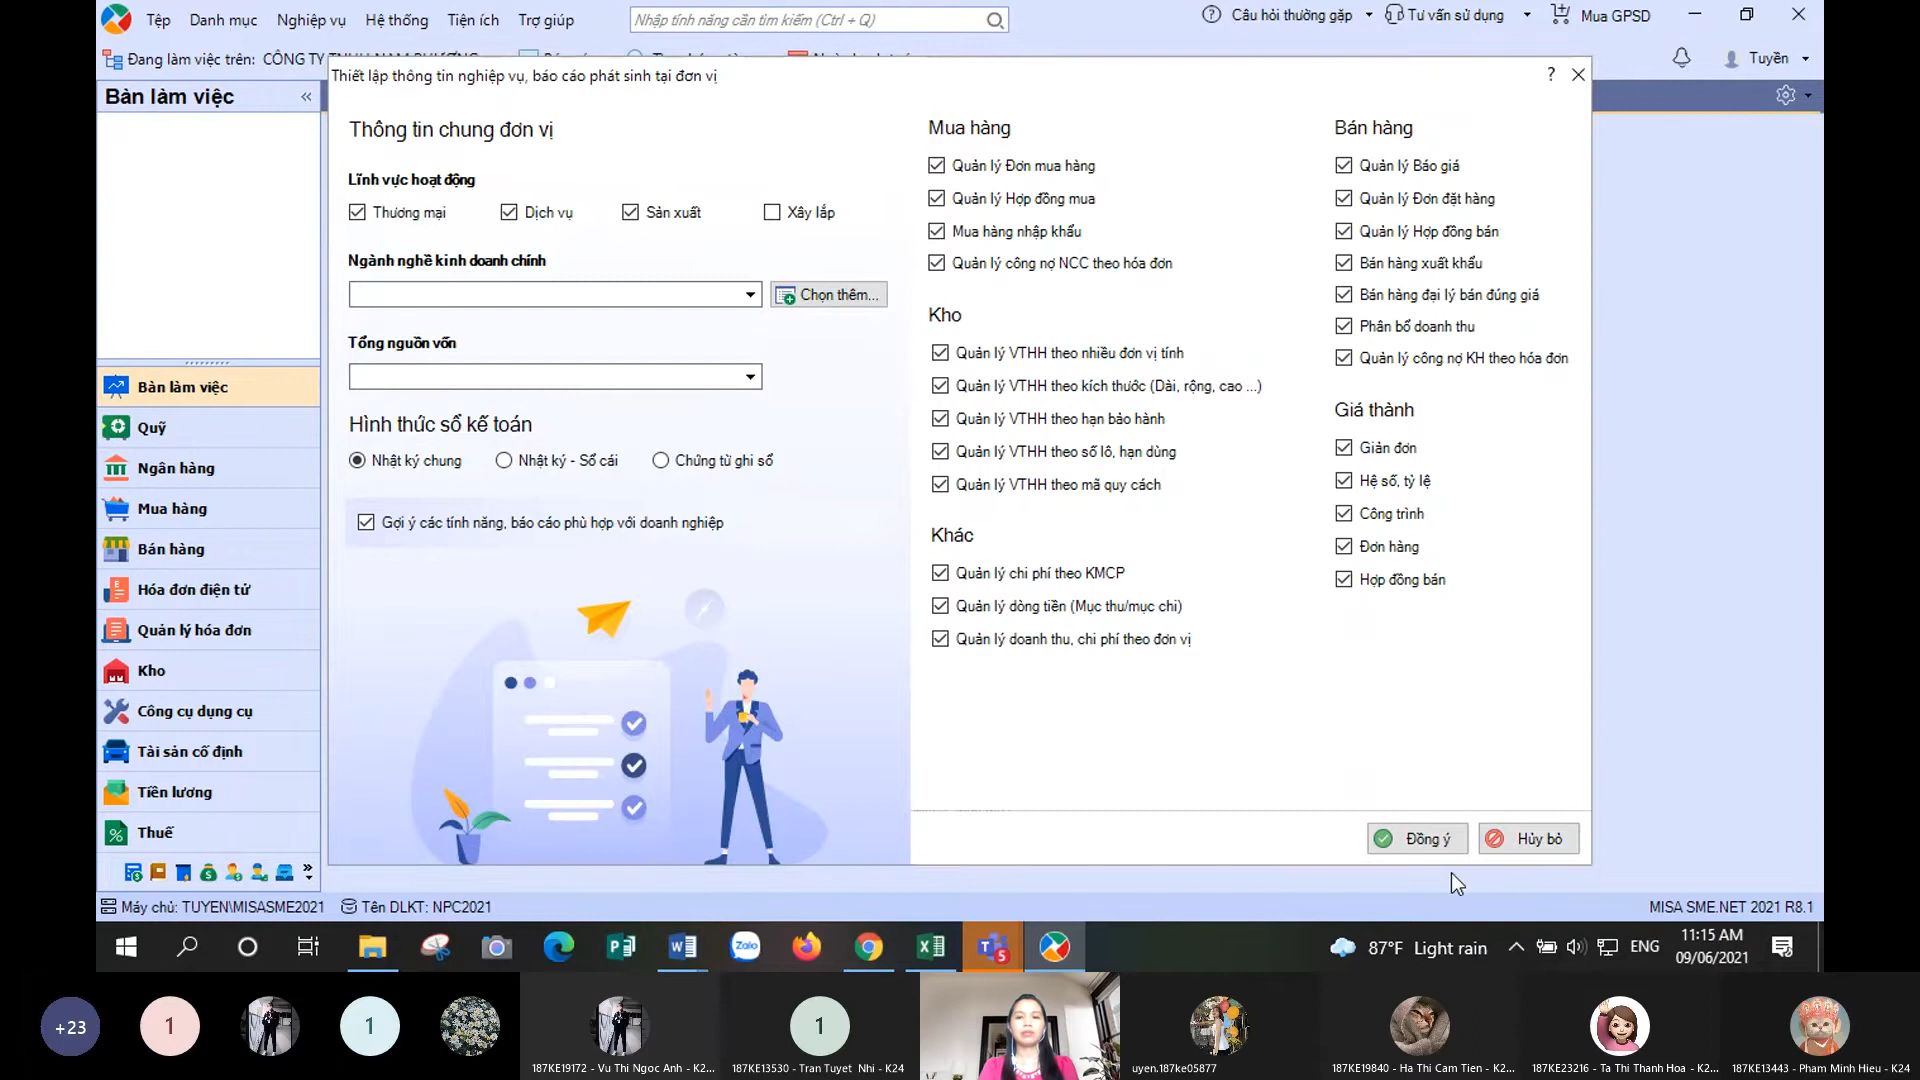 Tệp Danh mục Nghiệp vụ Hệ thống Tiện ích Trợ giúp
Nhập tính năng cần tìm kiếm (Ctrl + Q)
Câu hỏi thường gặp Tư vấn sử dụng Mua GPSD
Đang làm việc trên: CÔNG TY
Tuyền
Bàn làm việc
Thiết lập thông tin nghiệp vụ, báo cáo phát sinh tại đơn vị
Thông tin chung đơn vị
Lĩnh vực hoạt động
Thương mại Dịch vụ Sản xuất Xây lắp
Ngành nghề kinh doanh chính
Chọn thêm...
Tổng nguồn vốn
Hình thức sổ kế toán
Nhật ký chung Nhật ký - Sổ cái Chứng từ ghi sổ
Gợi ý các tính năng, báo cáo phù hợp với doanh nghiệp
Mua hàng
Quản lý Đơn mua hàng
Quản lý Hợp đồng mua
Mua hàng nhập khẩu
Quản lý công nợ NCC theo hóa đơn
Kho
Quản lý VTHH theo nhiều đơn vị tính
Quản lý VTHH theo kích thước (Dài, rộng, cao ...)
Quản lý VTHH theo hạn bảo hành
Quản lý VTHH theo số lô, hạn dùng
Quản lý VTHH theo mã quy cách
Khác
Quản lý chi phí theo KMCP
Quản lý dòng tiền (Mục thu/mục chi)
Quản lý doanh thu, chi phí theo đơn vị
Bán hàng
Quản lý Báo giá
Quản lý Đơn đặt hàng
Quản lý Hợp đồng bán
Bán hàng xuất khẩu
Bán hàng đại lý bán đúng giá
Phân bổ doanh thu
Quản lý công nợ KH theo hóa đơn
Giá thành
Giản đơn
Hệ số, tỷ lệ
Công trình
Đơn hàng
Hợp đồng bán
Đồng ý Hủy bỏ
Bàn làm việc
Quỹ
Ngân hàng
Mua hàng
Bán hàng
Hóa đơn điện tử
Quản lý hóa đơn
Kho
Công cụ dụng cụ
Tài sản cố định
Tiền lương
Thuế
Máy chủ: TUYEN\MISASME2021 Tên DLKT: NPC2021
MISA SME.NET 2021 R8.1
Zalo
87°F Light rain
ENG
11:15 AM
09/06/2021
+23
1
1
1
187KE19172 - Vu Thi Ngoc Anh - K2...
187KE13530 - Tran Tuyet Nhi - K24
uyen.187ke05877
187KE19840 - Ha Thi Cam Tien - K2...
187KE23216 - Ta Thi Thanh Hoa - K2...
187KE13443 - Pham Minh Hieu - K24